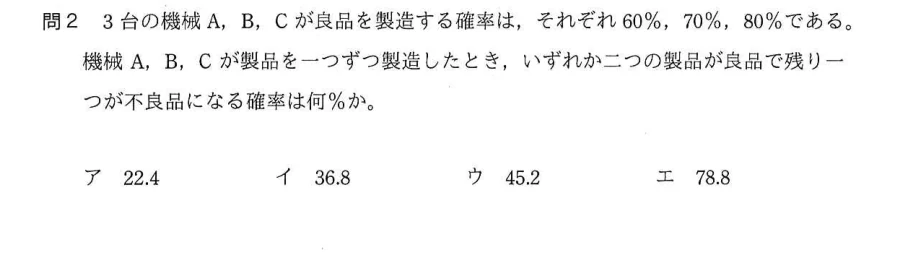 問2　3台の機械A，B，Cが良品を製造する確率は，それぞれ60%，70%，80%である。
機械A，B，Cが製品を一つずつ製造したとき，いずれか二つの製品が良品で残り一
つが不良品になる確率は何%か。
ア　22.4　イ　36.8　ウ　45.2　エ　78.8